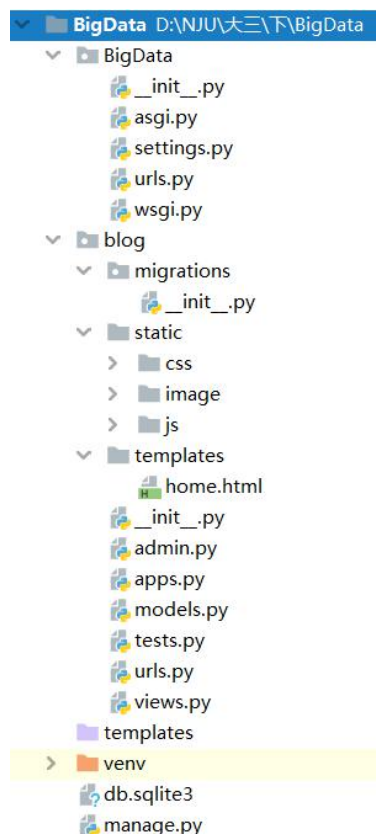 BigData D:\NJU\大三\下\BigData
BigData
__init__.py
asgi.py
settings.py
urls.py
wsgi.py
blog
migrations
__init__.py
static
css
image
js
templates
home.html
__init__.py
admin.py
apps.py
models.py
tests.py
urls.py
views.py
templates
venv
db.sqlite3
manage.py